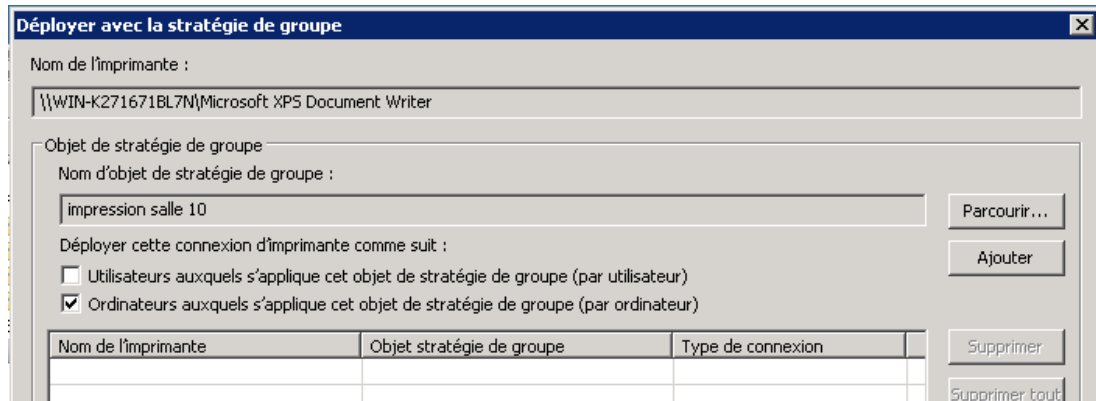 Déployer avec la stratégie de groupe
Nom de l'imprimante :
\\WIN-K271671BL7N\Microsoft XPS Document Writer
Objet de stratégie de groupe
Nom d'objet de stratégie de groupe :
impression salle 10
Parcourir...
Déployer cette connexion d'imprimante comme suit :
Ajouter
Utilisateurs auxquels s'applique cet objet de stratégie de groupe (par utilisateur)
Ordinateurs auxquels s'applique cet objet de stratégie de groupe (par ordinateur)
Nom de l'imprimante Objet stratégie de groupe Type de connexion
Supprimer
Supprimer tout